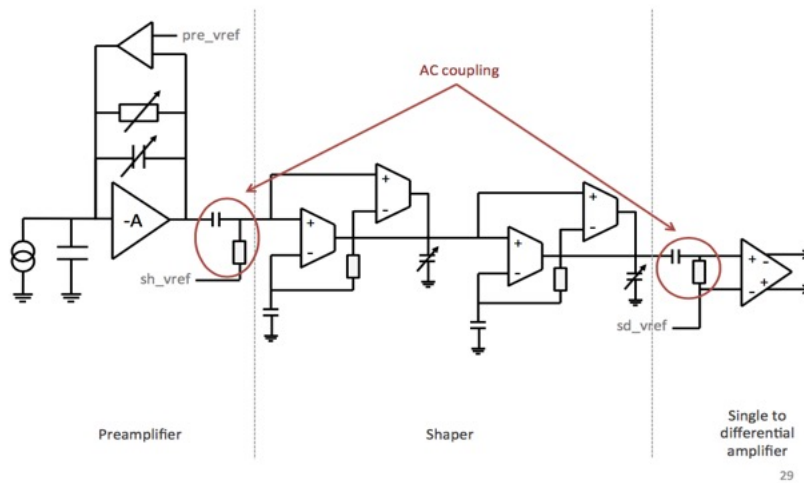 pre_vref
AC coupling
-A
+
-
+
-
+
-
+
-
+
-
-
+
sh_vref
sd_vref
Preamplifier
Shaper
Single to
differential
amplifier
29